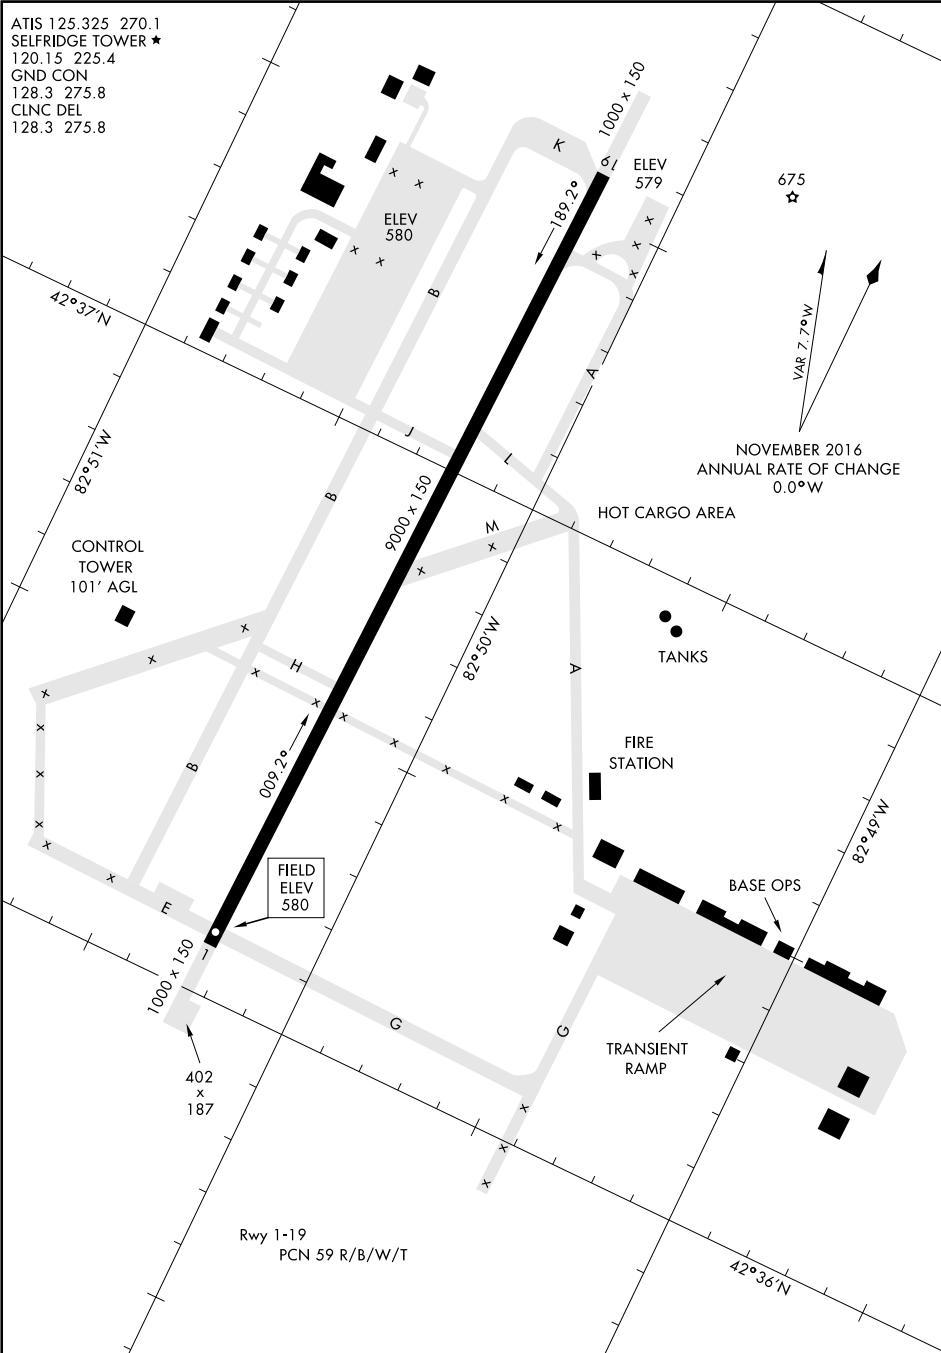 ATIS 125.325 270.1
SELFRIDGE TOWER ★
120.15 225.4
GND CON
128.3 275.8
CLNC DEL
128.3 275.8
1000 x 150
K
19
ELEV
579
675
189.2°
ELEV
580
B
42°37'N
VAR 7.7°W
A
J
L
82°51'W
B
9000 x 150
NOVEMBER 2016
ANNUAL RATE OF CHANGE
0.0°W
HOT CARGO AREA
M
CONTROL
TOWER
101' AGL
TANKS
82°50'W
H
A
FIRE
STATION
B
009.2°
82°49'W
FIELD
ELEV
580
BASE OPS
E
1
1000 x 150
G
G
TRANSIENT
RAMP
402
x
187
Rwy 1-19
PCN 59 R/B/W/T
42°36'N